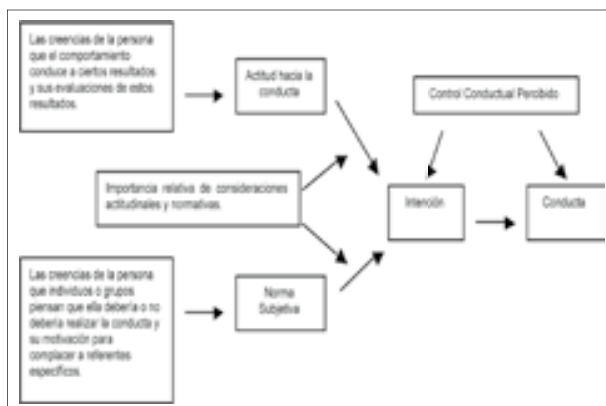 Las creencias de la persona
que el comportamiento
conduce a ciertos resultados
y sus evaluaciones de estos
resultados.
Actitud hacia la
conducta
Control Conductual Percibido
Importancia relativa de consideraciones
actitudinales y normativas.
Intención
Conducta
Las creencias de la persona
que individuos o grupos
piensan que ella debería o no
debería realizar la conducta y
su motivación para
complacer a referentes
específicos.
Norma
Subjetiva